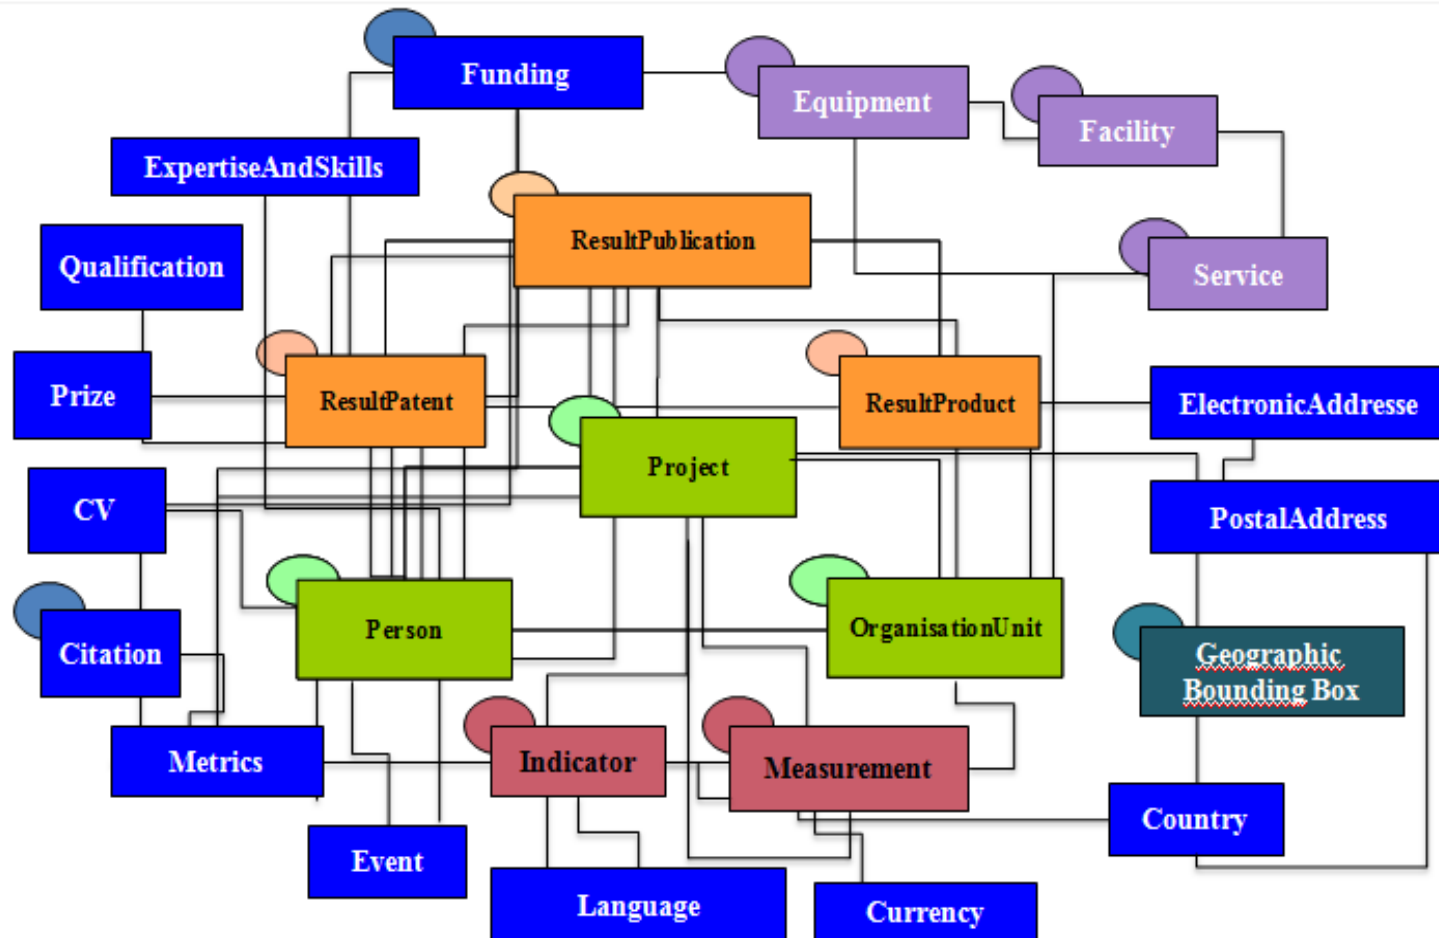 Funding
Equipment
Facility
ExpertiseAndSkills
ResultPublication
Qualification
Service
Prize
ResultPatent
ResultProduct
ElectronicAddresse
Project
CV
PostalAddress
Person
OrganisationUnit
Citation
Geographic
Bounding Box
Metrics
Indicator
Measurement
Country
Event
Language
Currency